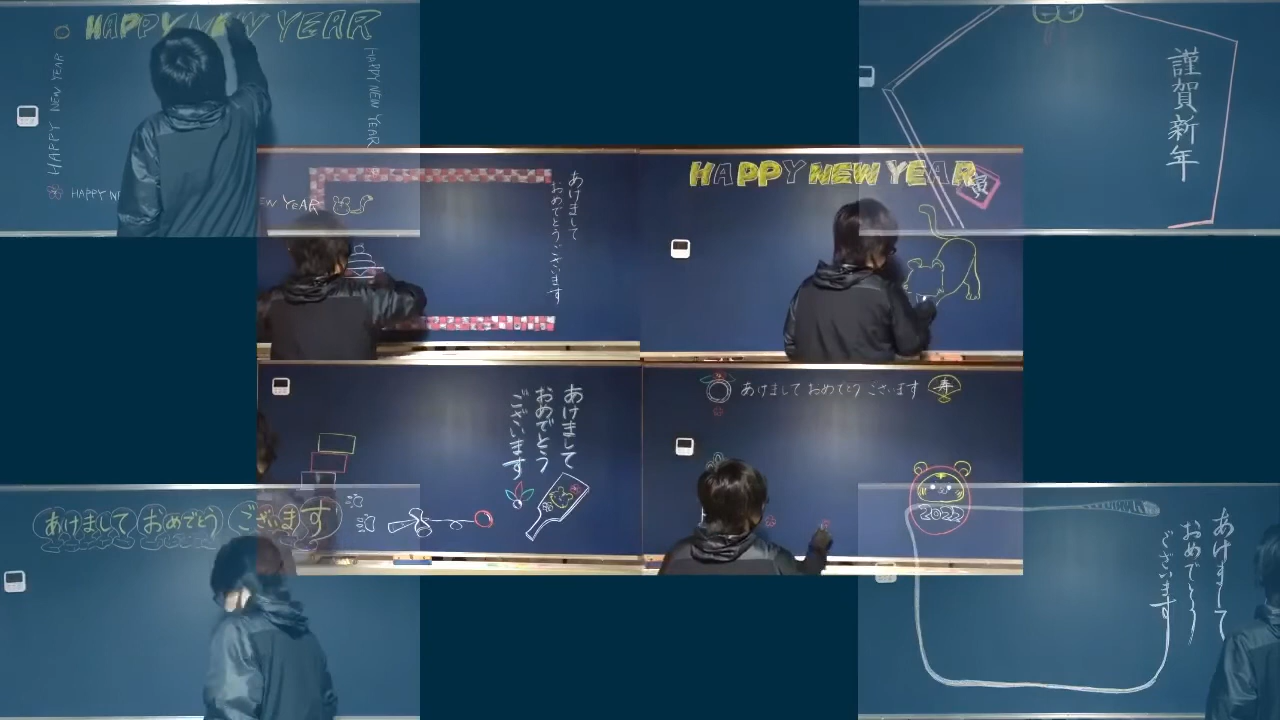 HAPPY NEW YEAR
HAPPY NEW YEAR
HAPPY NEW YEAR
HAPPY
EW YEAR
あけまして
おめでとうございます
HAPPY NEW YEAR
寅
謹賀新年
あけまして
おめでとう
ございます
あけまして おめでとう ございます
寿
2022
あけまして おめでとう ございます
あけまして
おめでとう
ございます